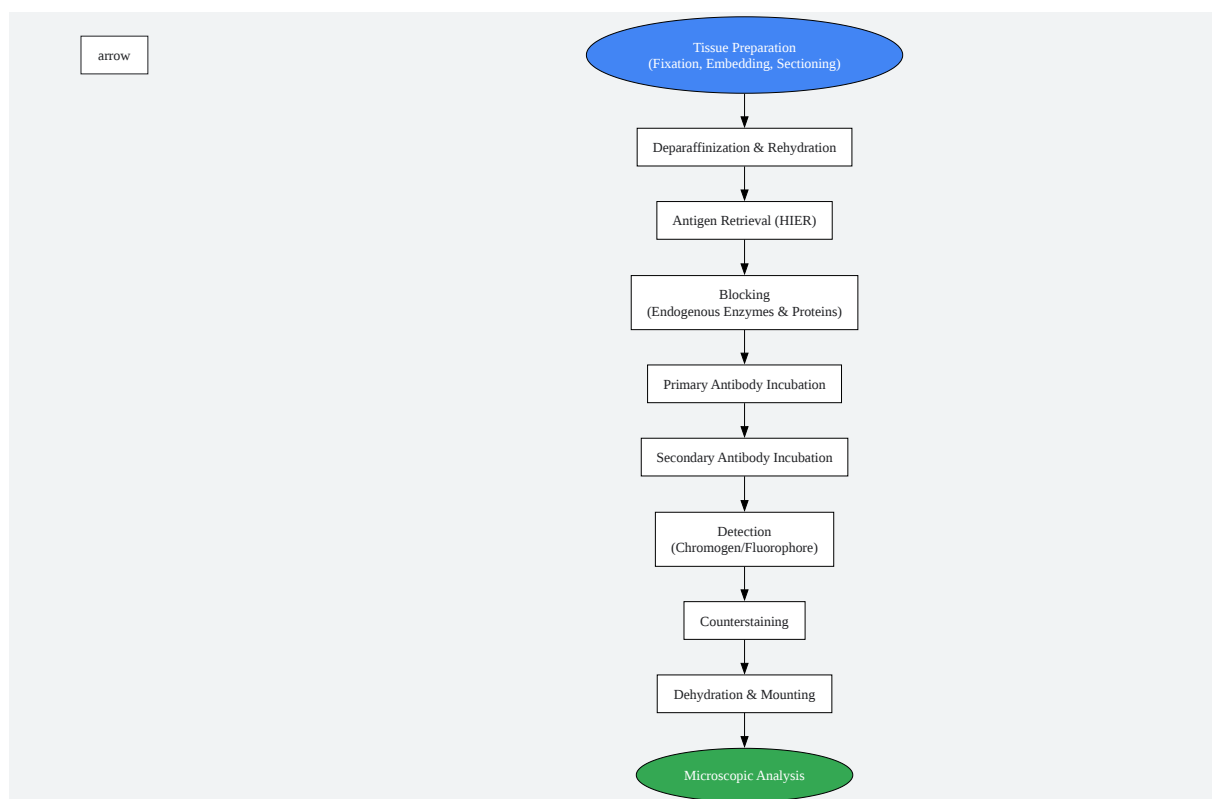 arrow
Tissue Preparation
(Fixation, Embedding, Sectioning)
Deparaffinization & Rehydration
Antigen Retrieval (HIER)
Blocking
(Endogenous Enzymes & Proteins)
Primary Antibody Incubation
Secondary Antibody Incubation
Detection
(Chromogen/Fluorophore)
Counterstaining
Dehydration & Mounting
Microscopic Analysis